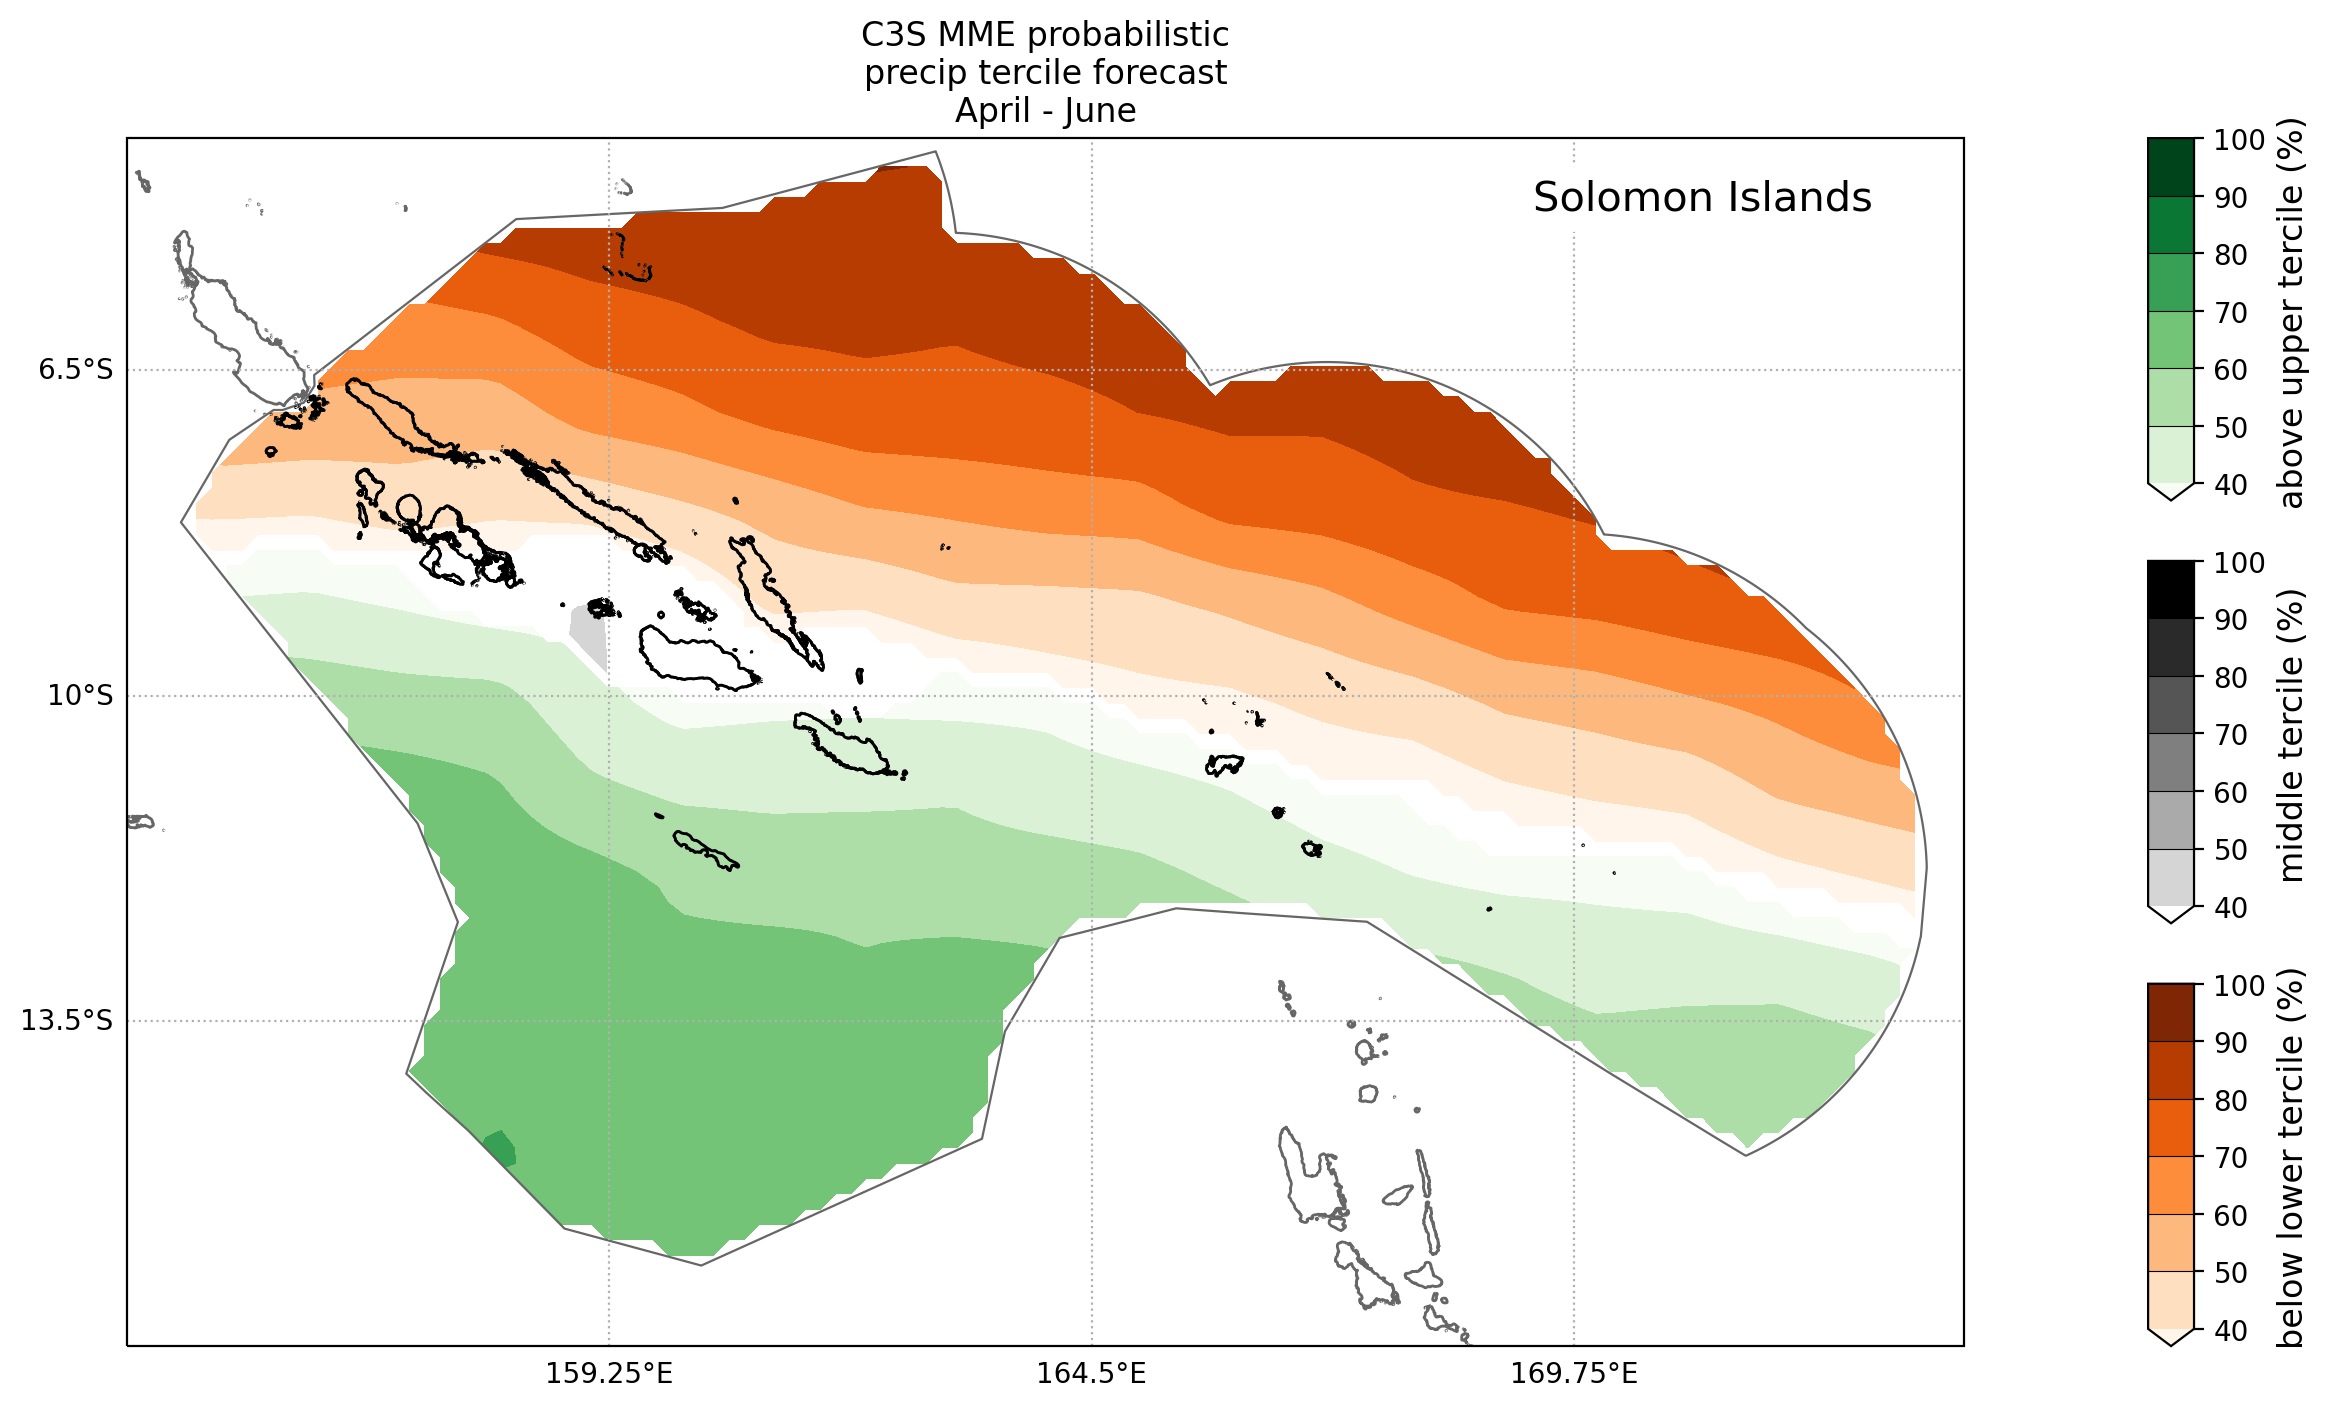 C3S MME probabilistic
precip tercile forecast
April - June
Solomon Islands
6.5°S
10°S
13.5°S
159.25°E
164.5°E
169.75°E
100
90
80
70
60
50
40
above upper tercile (%)
100
90
80
70
60
50
40
middle tercile (%)
100
90
80
70
60
50
40
below lower tercile (%)